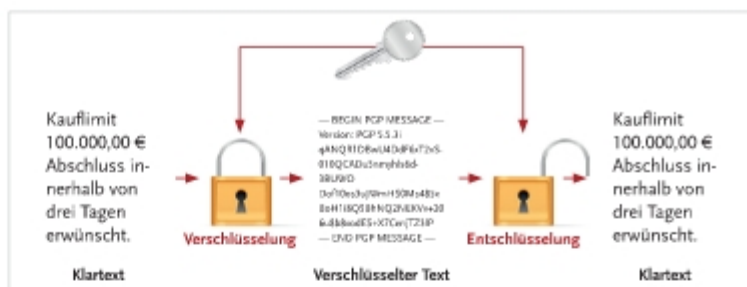 Kauflimit
100.000,00 €
Abschluss in-
nerhalb von
drei Tagen
erwünscht.
Klartext
Verschlüsselung
— BEGIN PGP MESSAGE —
Version: PGP 5.5.3i
— END PGP MESSAGE —
Verschlüsselter Text
Entschlüsselung
Kauflimit
100.000,00 €
Abschluss in-
nerhalb von
drei Tagen
erwünscht.
Klartext